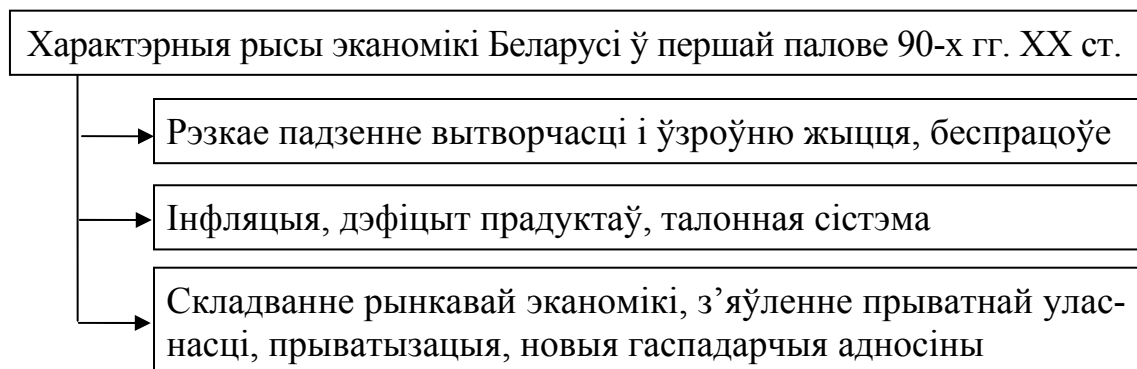 Характэрныя рысы эканомікі Беларусі ў першай палове 90-х гг. XX ст.
Рэзкае падзенне вытворчасці і ўзроўню жыцця, беспрацоўе
Інфляцыя, дэфіцыт прадуктаў, талонная сістэма
Складванне рынкавай эканомікі, з’яўленне прыватнай улас-
насці, прыватызацыя, новыя гаспадарчыя адносіны